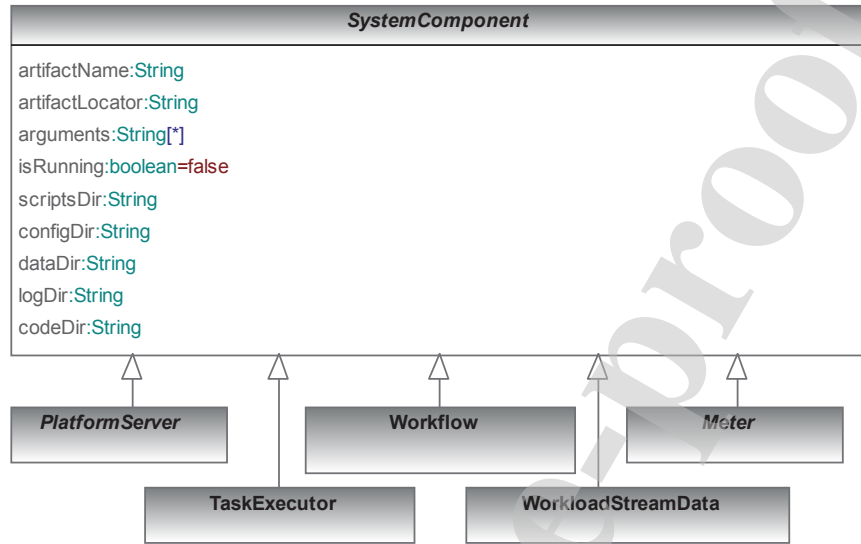 SystemComponent
artifactName:String
artifactLocator:String
arguments:String[*]
isRunning:boolean=false
scriptsDir:String
configDir:String
dataDir:String
logDir:String
codeDir:String
PlatformServer
Workflow
Meter
TaskExecutor
WorkloadStreamData
e-proo